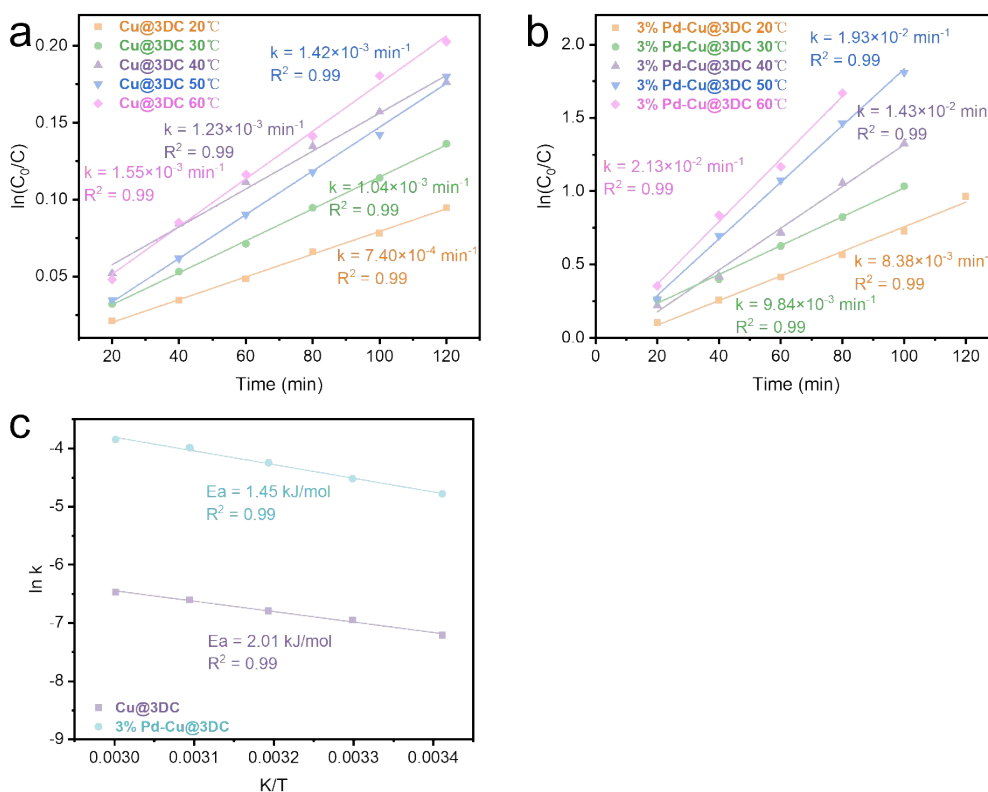 a
Cu@3DC 20℃
Cu@3DC 30℃
Cu@3DC 40℃
Cu@3DC 50℃
Cu@3DC 60℃
k = 1.42×10⁻³ min⁻¹
R² = 0.99
k = 1.23×10⁻³ min⁻¹
R² = 0.99
k = 1.55×10⁻³ min⁻¹
R² = 0.99
k = 1.04×10⁻³ min⁻¹
R² = 0.99
k = 7.40×10⁻⁴ min⁻¹
R² = 0.99
0.20
0.15
0.10
0.05
ln(C₀/C)
20 40 60 80 100 120
Time (min)
b
3% Pd-Cu@3DC 20℃
3% Pd-Cu@3DC 30℃
3% Pd-Cu@3DC 40℃
3% Pd-Cu@3DC 50℃
3% Pd-Cu@3DC 60℃
k = 1.93×10⁻² min⁻¹
R² = 0.99
k = 1.43×10⁻² min⁻¹
R² = 0.99
k = 2.13×10⁻² min⁻¹
R² = 0.99
k = 8.38×10⁻³ min⁻¹
R² = 0.99
k = 9.84×10⁻³ min⁻¹
R² = 0.99
2.0
1.5
1.0
0.5
0.0
ln(C₀/C)
0 20 40 60 80 100 120
Time (min)
c
-4
-5
-6
-7
-8
-9
ln k
Ea = 1.45 kJ/mol
R² = 0.99
Ea = 2.01 kJ/mol
R² = 0.99
Cu@3DC
3% Pd-Cu@3DC
0.0030 0.0031 0.0032 0.0033 0.0034
K/T